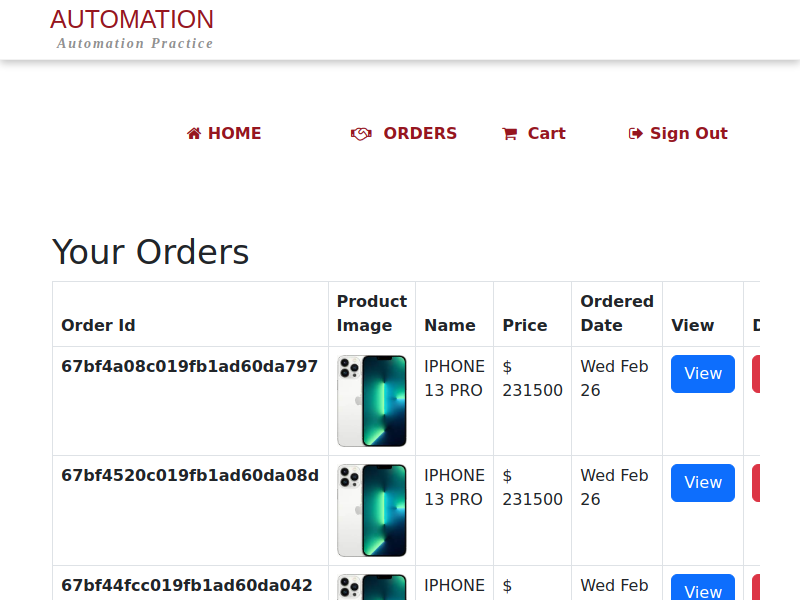 AUTOMATION
Automation Practice
HOME
ORDERS
Cart
Sign Out
Your Orders
Order Id
Product Image
Name
Price
Ordered Date
View
D
67bf4a08c019fb1ad60da797
IPHONE 13 PRO
$ 231500
Wed Feb 26
View
67bf4520c019fb1ad60da08d
IPHONE 13 PRO
$ 231500
Wed Feb 26
View
67bf44fcc019fb1ad60da042
IPHONE
$
Wed Feb
View